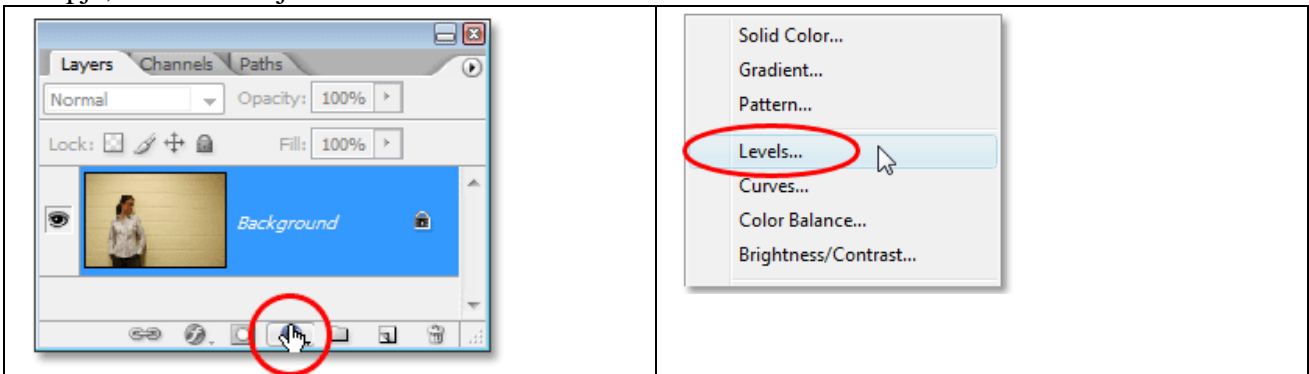 Layers Channels Paths
Normal Opacity: 100%
Lock: Fill: 100%
Background
Solid Color...
Gradient...
Pattern...
Levels...
Curves...
Color Balance...
Brightness/Contrast...